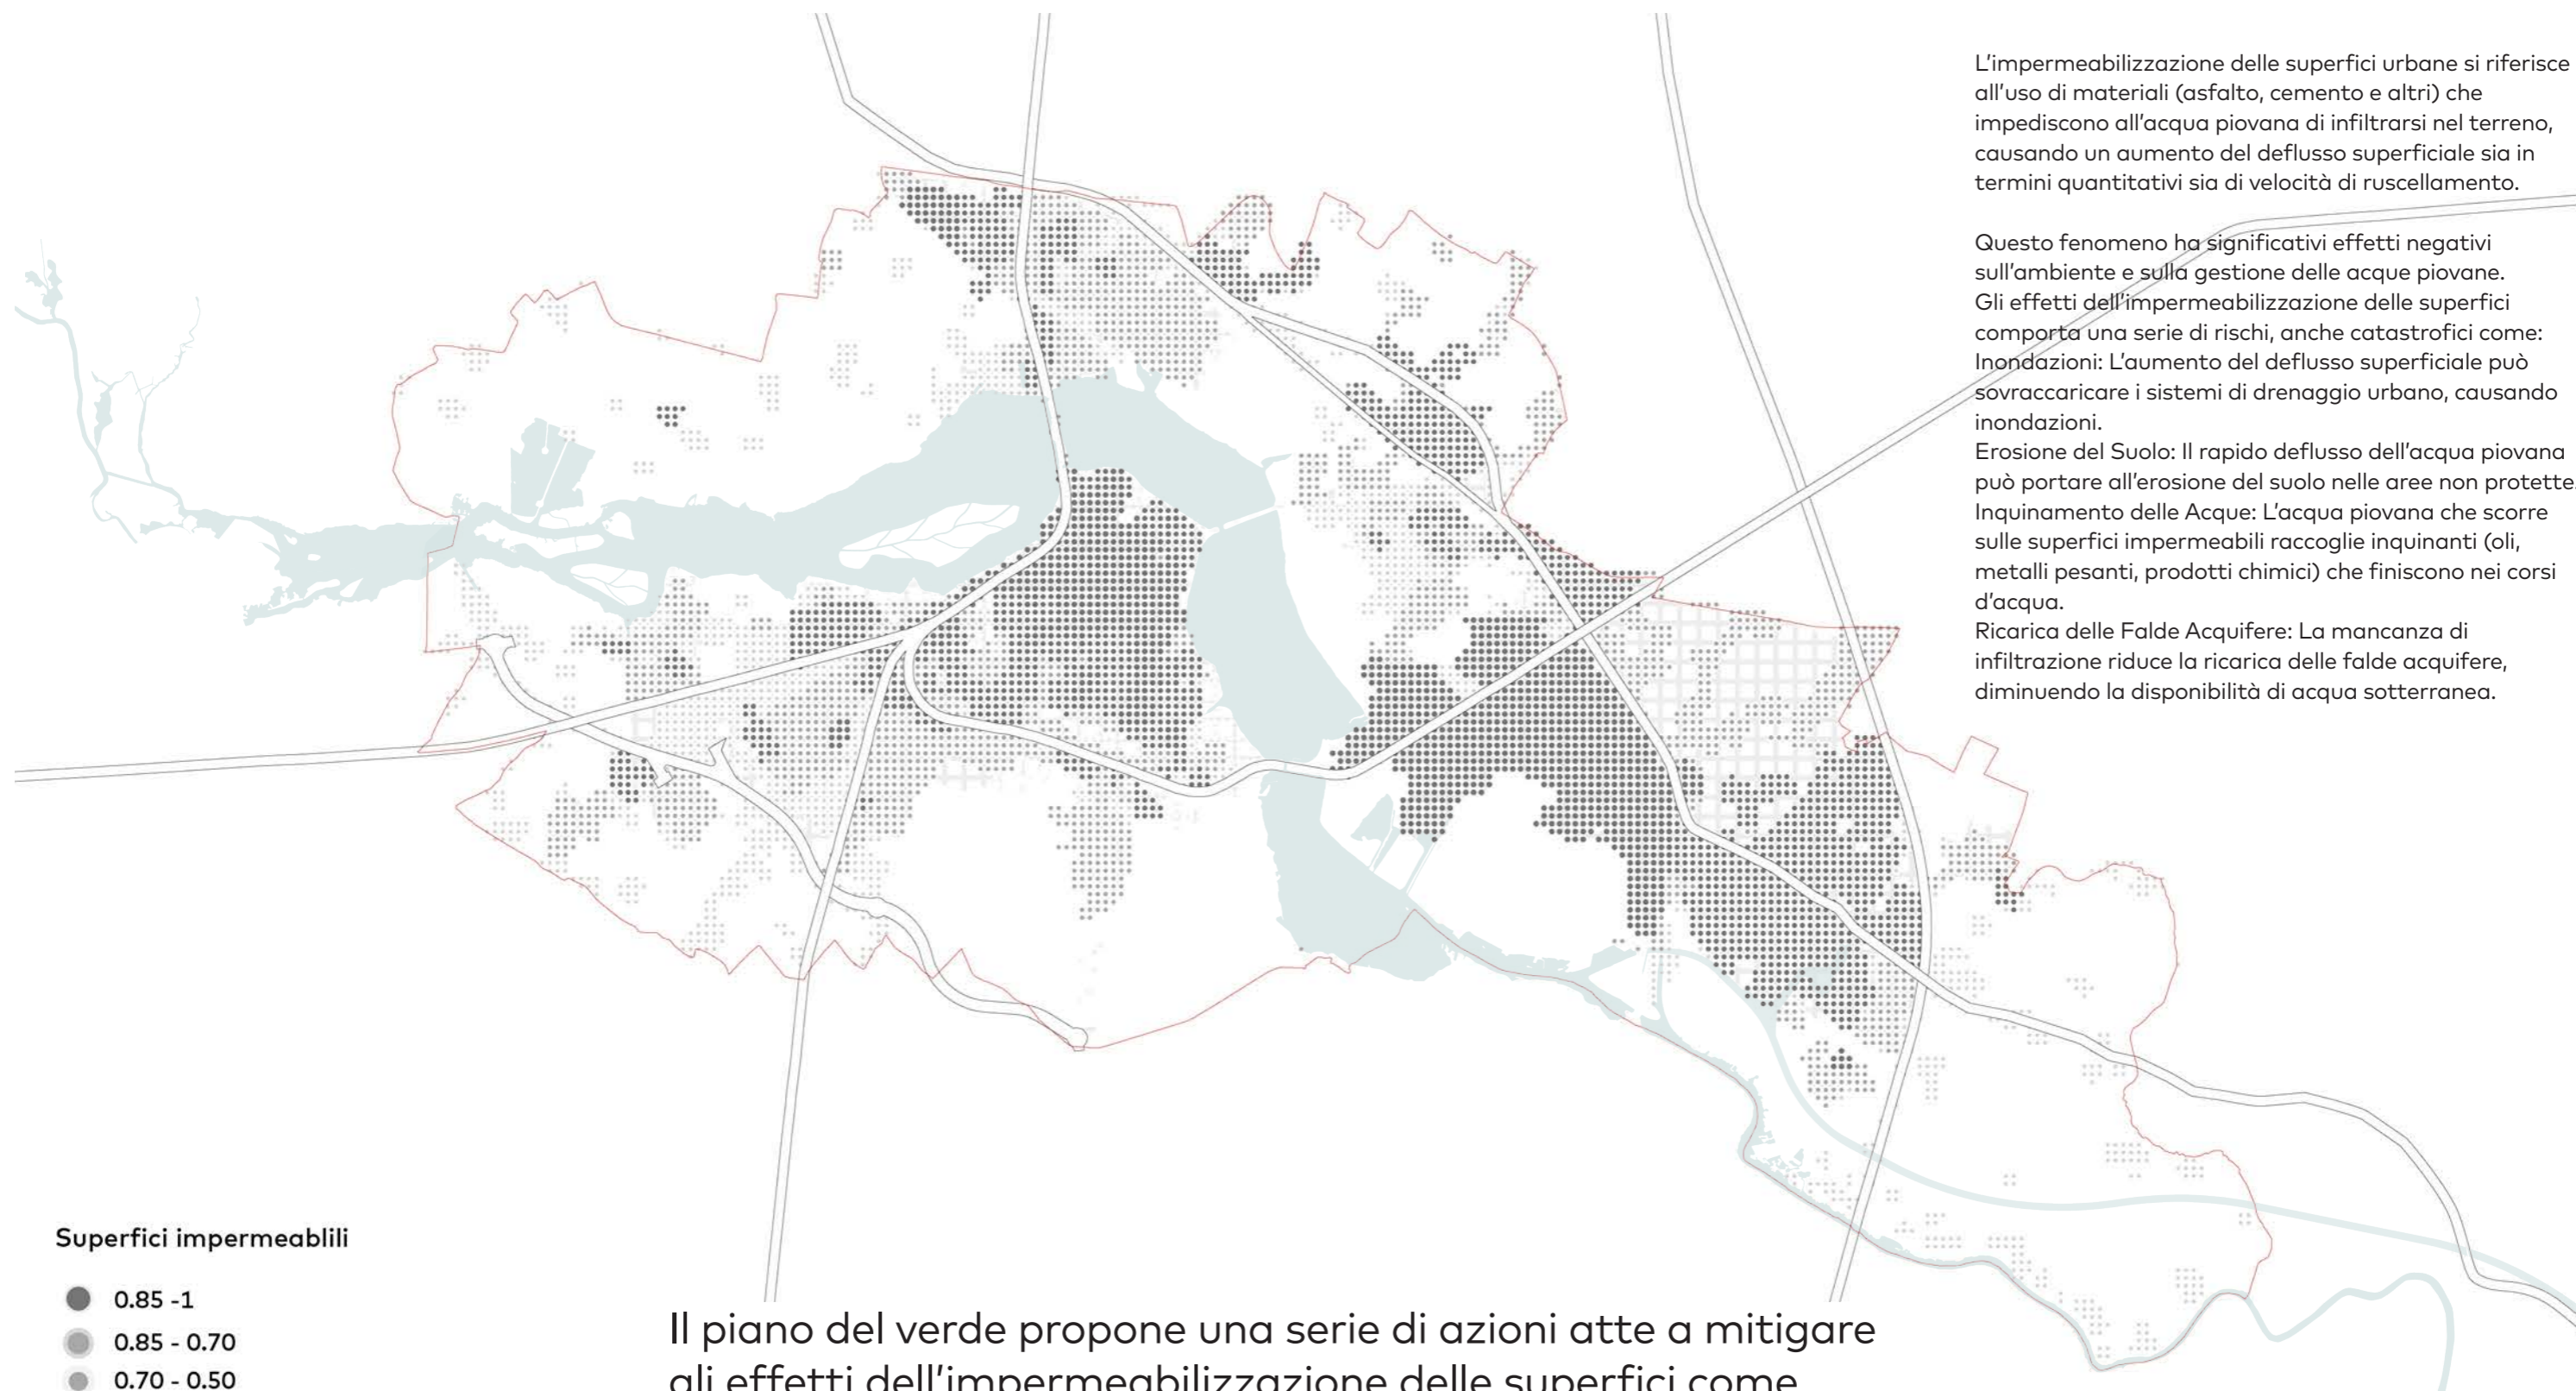 L'impermeabilizzazione delle superfici urbane si riferisce
all'uso di materiali (asfalto, cemento e altri) che
impediscono all'acqua piovana di infiltrarsi nel terreno,
causando un aumento del deflusso superficiale sia in
termini quantitativi sia di velocità di ruscellamento.
Questo fenomeno ha significativi effetti negativi
sull'ambiente e sulla gestione delle acque piovane.
Gli effetti dell'impermeabilizzazione delle superfici
comporta una serie di rischi, anche catastrofici come:
Inondazioni: L'aumento del deflusso superficiale può
sovraccaricare i sistemi di drenaggio urbano, causando
inondazioni.
Erosione del Suolo: Il rapido deflusso dell'acqua piovana
può portare all'erosione del suolo nelle aree non protette.
Inquinamento delle Acque: L'acqua piovana che scorre
sulle superfici impermeabili raccoglie inquinanti (oli,
metalli pesanti, prodotti chimici) che finiscono nei corsi
d'acqua.
Ricarica delle Falde Acquifere: La mancanza di
infiltrazione riduce la ricarica delle falde acquifere,
diminuendo la disponibilità di acqua sotterranea.
Superfici impermeablili
0.85 -1
0.85 - 0.70
0.70 - 0.50
Il piano del verde propone una serie di azioni atte a mitigare
gli effetti dell'impermeabilizzazione delle superfici come